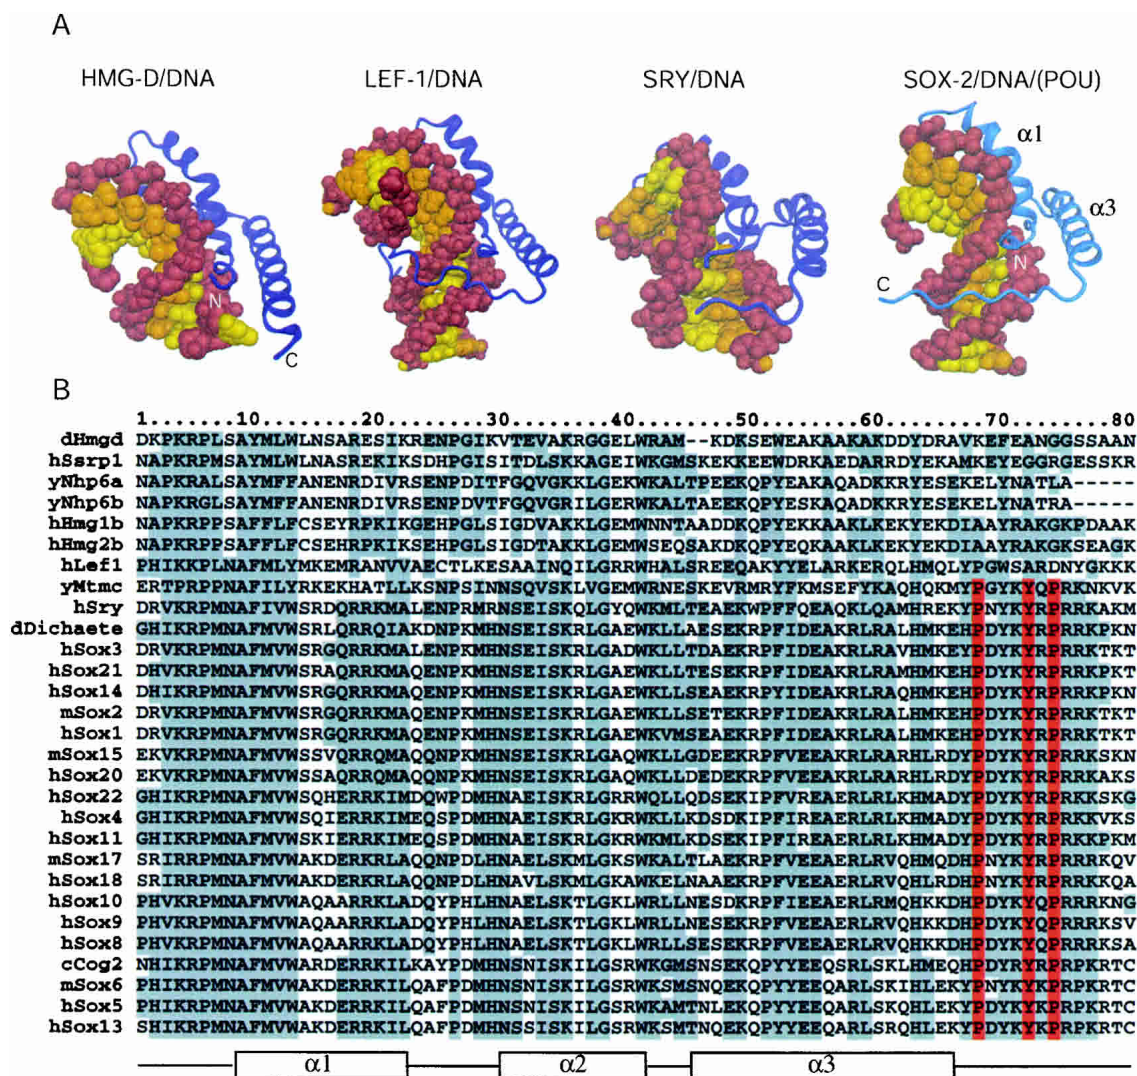 A
HMG-D/DNA LEF-1/DNA SRY/DNA SOX-2/DNA/(POU)
α1
α3
N
N
C
C
B
1........10........20........30........40........50........60........70........80
dHmgd DKPKRPLSAYMLWLNSARESIKRENPGIKVTEVAKRGGELWRAM--KDKSEWEAKAAKAKDDYDRAVKEFEANGGSSAAN
hSsrp1 NAPKRPMSAYMLWLNASREKIKSDHPGISITDLSKKAGEIWKGMSKEKKEEWDRKAEDARRDYEKAMKEYEGGRGESSKR
yNhp6a NAPKRALSAYMFFANENRDIVRSENPDITFGQVGKKLGEKWKALTPEEKQPYEAKAQADKKRYESEKELYNATLA-----
yNhp6b NAPKRGLSAYMFFANENRDIVRSENPDVTFGQVGRILGERWKALTAEEKQPYESKAQADKKRYESEKELYNATRA-----
hHmg1b NAPKRPPSAFFLFCSEYRPKIKGEHPGLSIGDVAKKLGEMWNNTAADDKQPYEKKAAKLKEKYEKDIAAYRAKGKPDAAK
hHmg2b NAPKRPPSAFFLFCSEHRPKIKSEHPGLSIGDTAKKLGEMWSEQSAKDKQPYEQKAAKLKEKYEKDIAAYRAKGKSEAGK
hLef1 PHIKKPLNAFMLYMKEMRANVVAECTLKESAAINQILGRRWHALSREEQAKYYELARKERQLHMQLYPGWSARDNYGKKK
yMtmc ERTPRPPNAFILYRKEKHATLLKSNPSINNSQVSKLVGEMWRNESKEVRMRYFKMSEFYKAQHQKMYPGYKYQPRKNKVK
hSry DRVKRPMNAFIVWSRDQRRKMALENPRMRNSEISKQLGYQWKMLTEAEKWPFFQEAQKLQAMHREKYPNYKYRPRRKAKM
dDichaete GHIKRPMNAFMVWSRLQRRQIAKDNPKMHNSEISKRLGAEWKLLAESEKRPFIDEAKRLRALHMKEHPDYKYRPRRKPKN
hSox3 DRVKRPMNAFMVWSRGQRRKMALENPKMHNSEISKRLGADWKLLTDAEKRPFIDEAKRLRAVHMKEYPDYKYRPRRKTKT
hSox21 DHVKRPMNAFMVWSRAQRRKMAQENPKMHNSEISKRLGAEWKLLTESEKRPFIDEAKRLRAMHMKEHPDYKYRPRRKPKT
hSox14 DHIKRPMNAFMVWSRGQRRKMAQENPKMHNSEISKRLGAEWKLLSEAEKRPYIDEAKRLRAQHMKEHPDYKYRPRRKPKN
mSox2 DRVKRPMNAFMVWSRGQRRKMAQENPKMHNSEISKRLGAEWKLLSETEKRPFIDEAKRLRALHMKEHPDYKYRPRRKTKT
hSox1 DRVKRPMNAFMVWSRGQRRKMAQENPKMHNSEISKRLGAEWKVMSEAEKRPFIDEAKRLRALHMKEHPDYKYRPRRKTKT
mSox15 EKVKRPMNAFMVWSSVQRRQMAQQNPKMHNSEISKRLGAQWKLLGDEEKRPFVEEAKRLRARHLRDYPDYKYRPRRKSKN
hSox20 EKVKRPMNAFMVWSSAQRRQMAQQNPKMHNSEISKRLGAQWKLLDEDEKRPFVEEAKRLRARHLRDYPDYKYRPRRKAKS
hSox22 GHIKRPMNAFMVWSQHERRKIMDQWPDMHNAEISKRLGRRWQLLQDSEKIPFVREAERLRLKHMADYPDYKYRPRKKSKG
hSox4 GHIKRPMNAFMVWSQIERRKIMEQSPDMHNAEISKRLGKRWKLLKDSDKIPFIREAERLRLKHMADYPDYKYRPRKKVKS
hSox11 GHIKRPMNAFMVWSKIERRKIMEQSPDMHNAEISKRLGKRWKMLKDSEKIPFIREAERLRLKHMADYPDYKYRPRKKPKM
mSox17 SRIRRPMNAFMVWAKDERKRLAQQNPDLHNAELSKMLGKSWKALTLAEKRPFVEEAERLRVQHMQDHPNYKYRPRRRKQV
hSox18 SRIRRPMNAFMVWAKDERKRLAQQNPDLHNAVLSKMLGKAWKELNAAEKRPFVEEAERLRVQHLRDHPNYKYRPRRKKQA
hSox10 PHVKRPMNAFMVWAQAARRKLADQYPHLHNAELSKTLGKLWRLLNESDKRPFIEEAERLRMQHKKDHPDYKYQPRRRKNG
hSox9 PHVKRPMNAFMVWAQAARRKLADQYPHLHNAELSKTLGKLWRLLNESEKRPFVEEAERLRVQHKKDHPDYKYQPRRRKSV
hSox8 PHVKRPMNAFMVWAQAARRKLADQYPHLHNAELSKTLGKLWRLLSESEKRPFVEEAERLRVQHKKDHPDYKYQPRRRKSA
cCog2 NHIKRPMNAFMVWARDERRKILKAYPDMHNSNISKILGSRWKGMSNSEKQPYYEEQSRLSKLHMEQHPDYRYRPRPKRTC
mSox6 PHIKRPMNAFMVWAKDERRKILQAFPDMHNSNISKILGSRWKSMSNQEKQPYYEEQARLSKIHLEKYPNYKYKPRPKRTC
hSox5 PHIKRPMNAFMVWAKDERRKILQAFPDMHNSNISKILGSRWKAMTNLEKQPYYEEQARLSKQHLEKYPDYKYKPRPKRTC
hSox13 SHIKRPMNAFMVWAKDERRKILQAFPDMHNSSISKILGSRWKSMTNQEKQPYYEEQARLSRQHLEKYPDYKYKPRPKRTC
α1 α2 α3